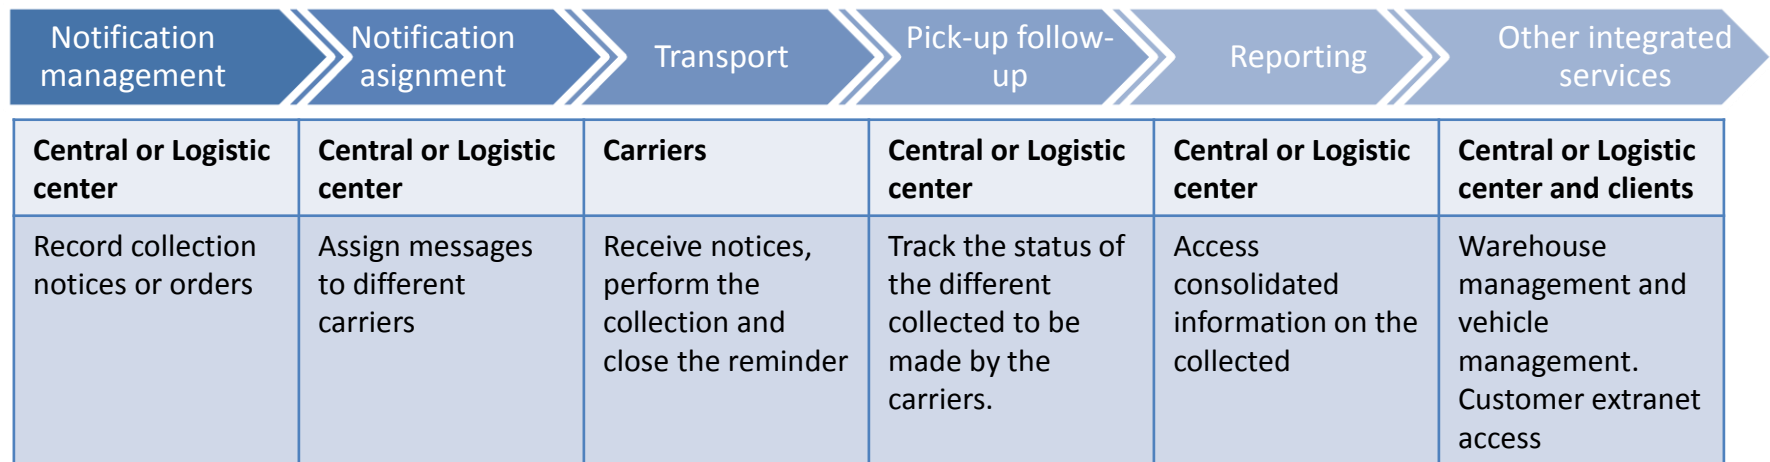 Notification
management
Notification
asignment
Transport
Pick-up follow-
up
Reporting
Other integrated
services
Central or Logistic
center
Central or Logistic
center
Carriers
Central or Logistic
center
Central or Logistic
center
Central or Logistic
center and clients
Record collection
notices or orders
Assign messages
to different
carriers
Receive notices,
perform the
collection and
close the reminder
Track the status of
the different
collected to be
made by the
carriers.
Access
consolidated
information on the
collected
Warehouse
management and
vehicle
management.
Customer extranet
access